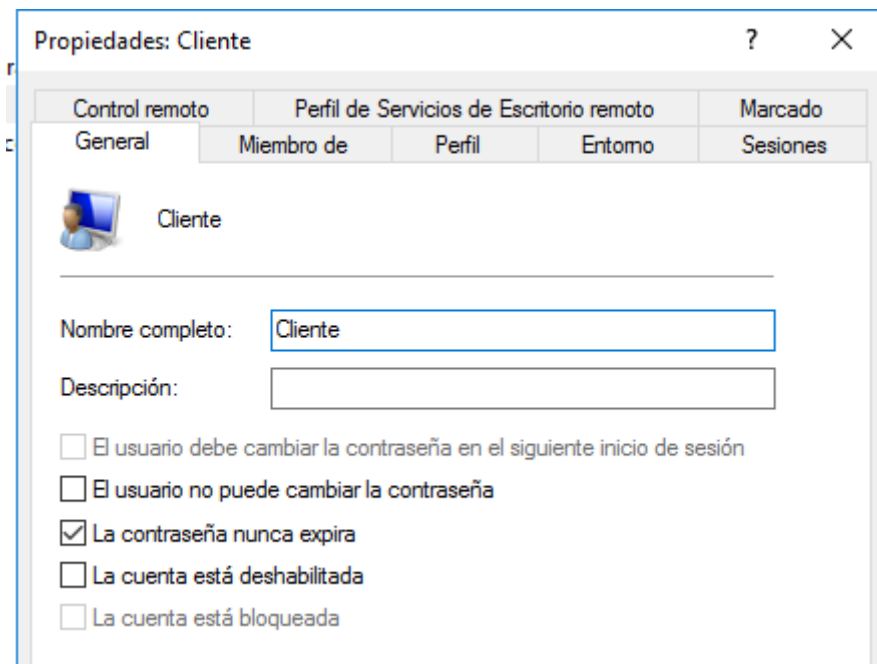 Propiedades: Cliente
Control remoto Perfil de Servicios de Escritorio remoto Marcado
General Miembro de Perfil Entorno Sesiones
Cliente
Nombre completo: Cliente
Descripción:
El usuario debe cambiar la contraseña en el siguiente inicio de sesión
El usuario no puede cambiar la contraseña
La contraseña nunca expira
La cuenta está deshabilitada
La cuenta está bloqueada